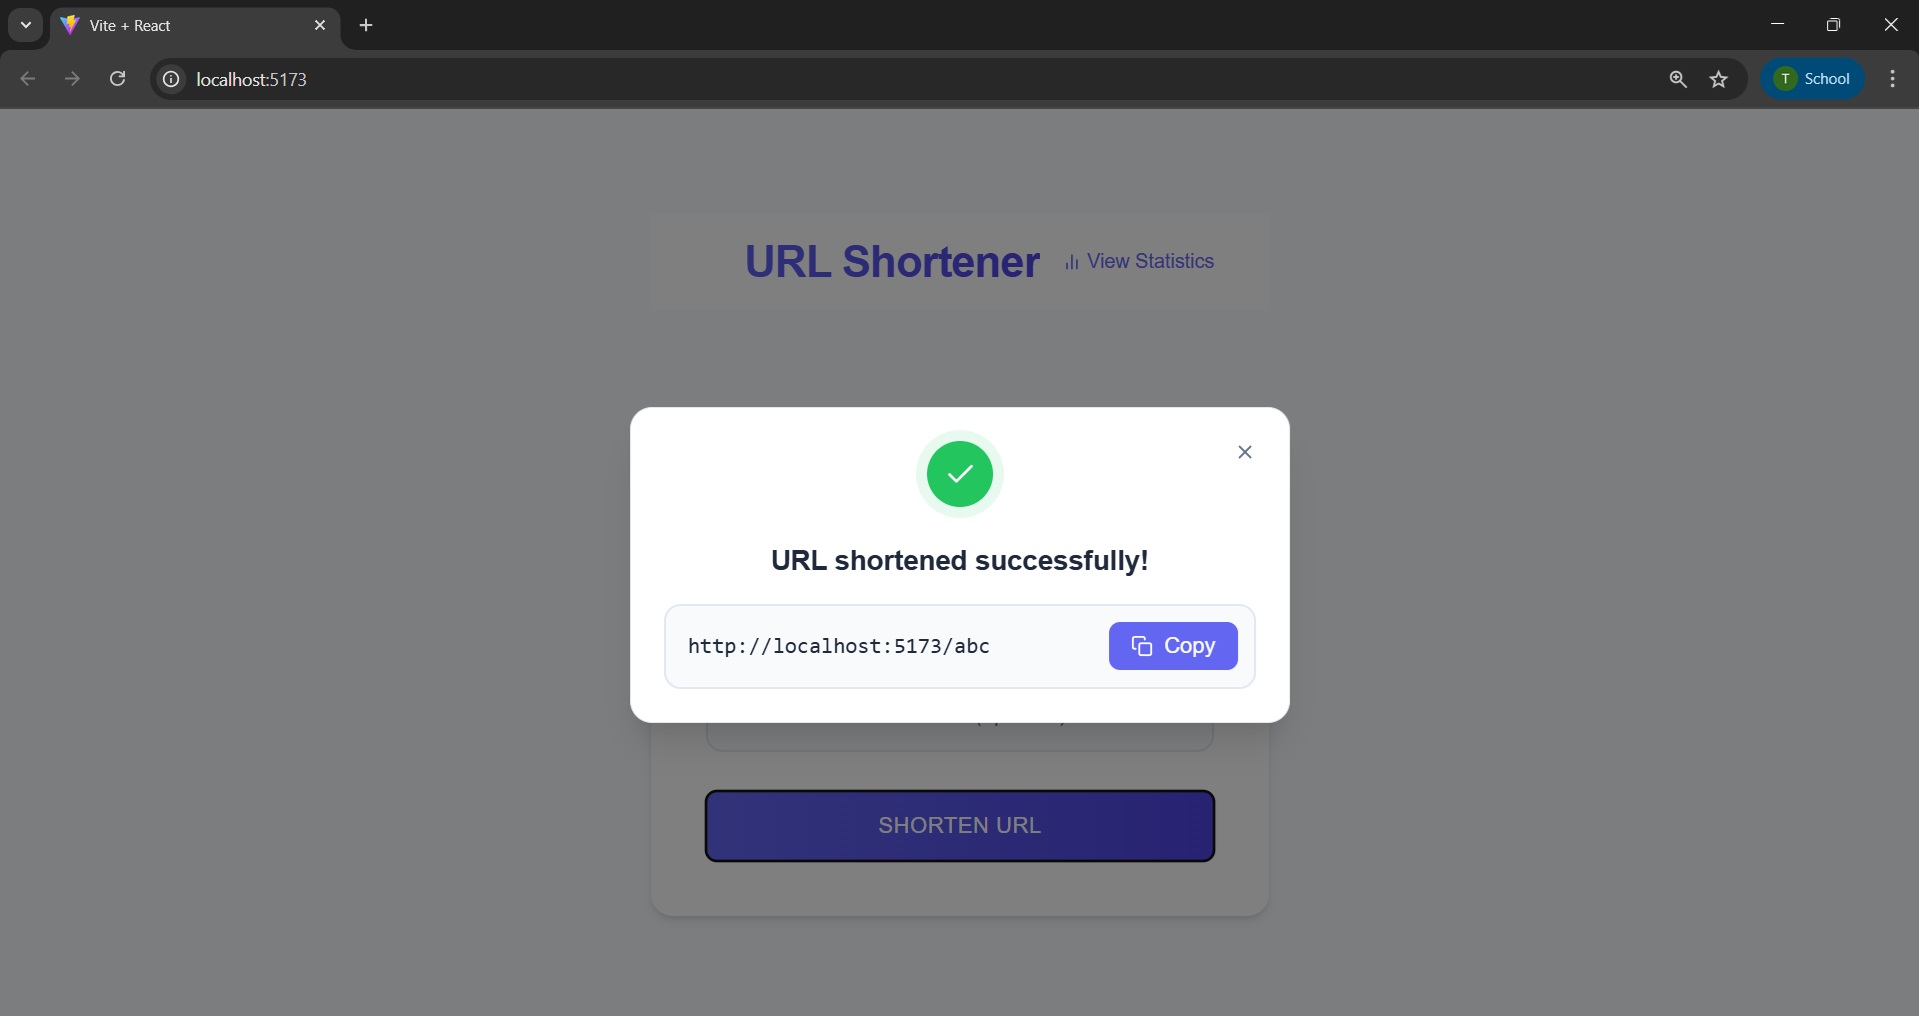 Vite + React
localhost:5173
T School
URL Shortener
View Statistics
URL shortened successfully!
http://localhost:5173/abc
Copy
SHORTEN URL